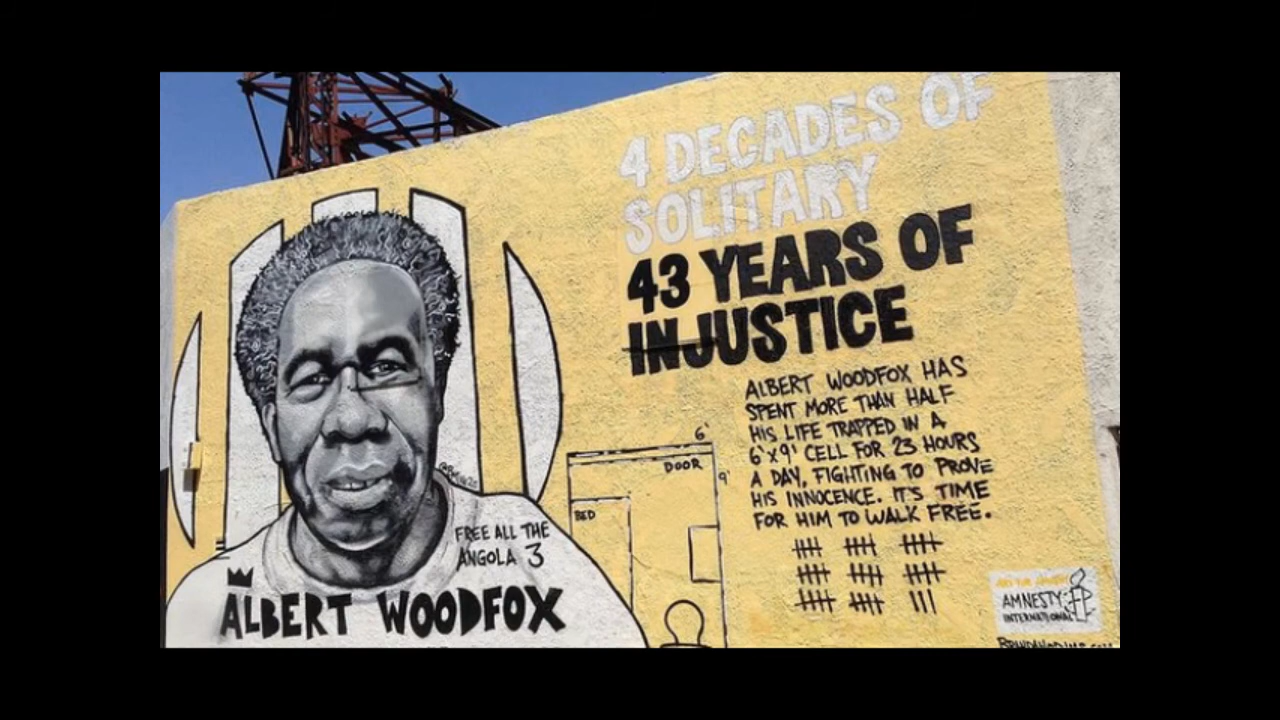 4 DECADES OF
SOLITARY
43 YEARS OF
INJUSTICE
ALBERT WOODFOX HAS
SPENT MORE THAN HALF
HIS LIFE TRAPPED IN A
6'x9' CELL FOR 23 HOURS
A DAY, FIGHTING TO PROVE
HIS INNOCENCE. IT'S TIME
FOR HIM TO WALK FREE.
6'
DOOR
9'
BED
FREE ALL THE
ANGOLA 3
ALBERT WOODFOX
AMNESTY
INTERNATIONAL